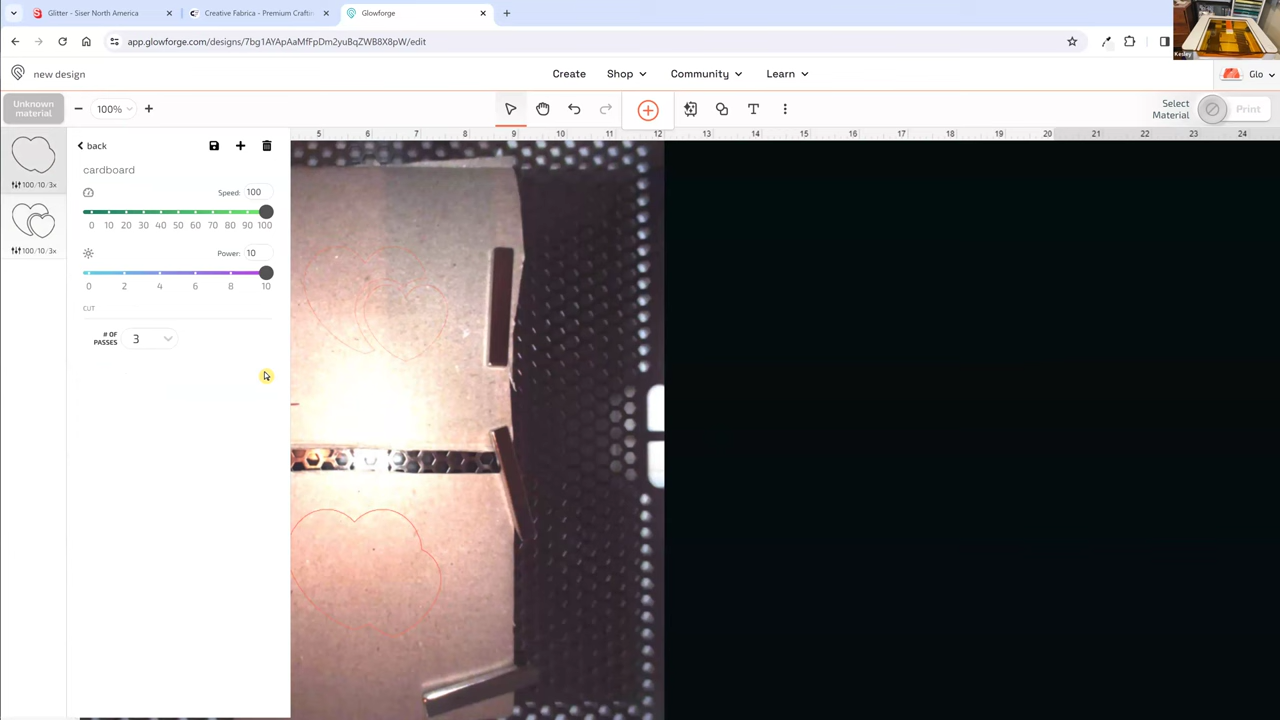 Glitter - Siser North America
Creative Fabrica - Premium Craftin
Glowforge
app.glowforge.com/designs/7bg1AYApAaMfFpDm2yuBqZWB8X8pW/edit
Kesley
new design
Create
Shop
Community
Learn
Glo
Unknown
material
100%
Select
Material
Print
5 6 7 8 9 10 11 12 13 14 15 16 17 18 19 20 21 22 23 24
back
cardboard
100/10/3x
Speed: 100
0 10 20 30 40 50 60 70 80 90 100
100/10/3x
Power: 10
0 2 4 6 8 10
CUT
# OF
PASSES
3